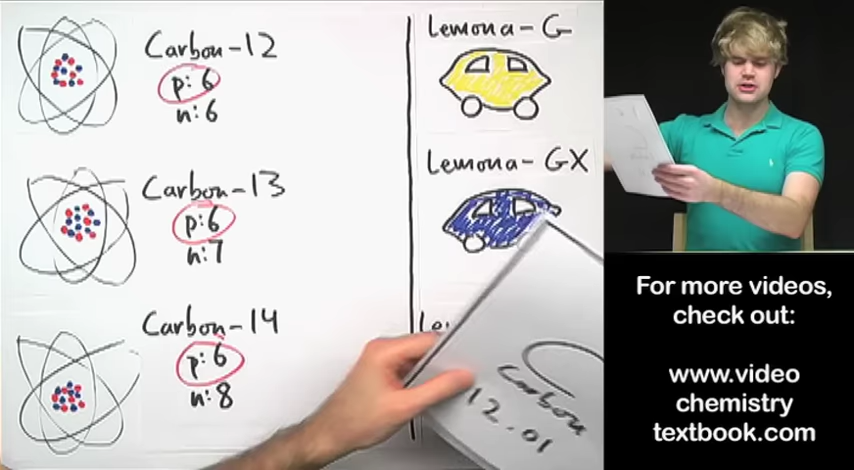 Carbon-12
p: 6
n: 6
Carbon-13
p: 6
n: 7
Carbon-14
p: 6
n: 8
Lemona-G
Lemona-GX
Carbon
12.01
For more videos,
check out:
www.video
chemistry
textbook.com